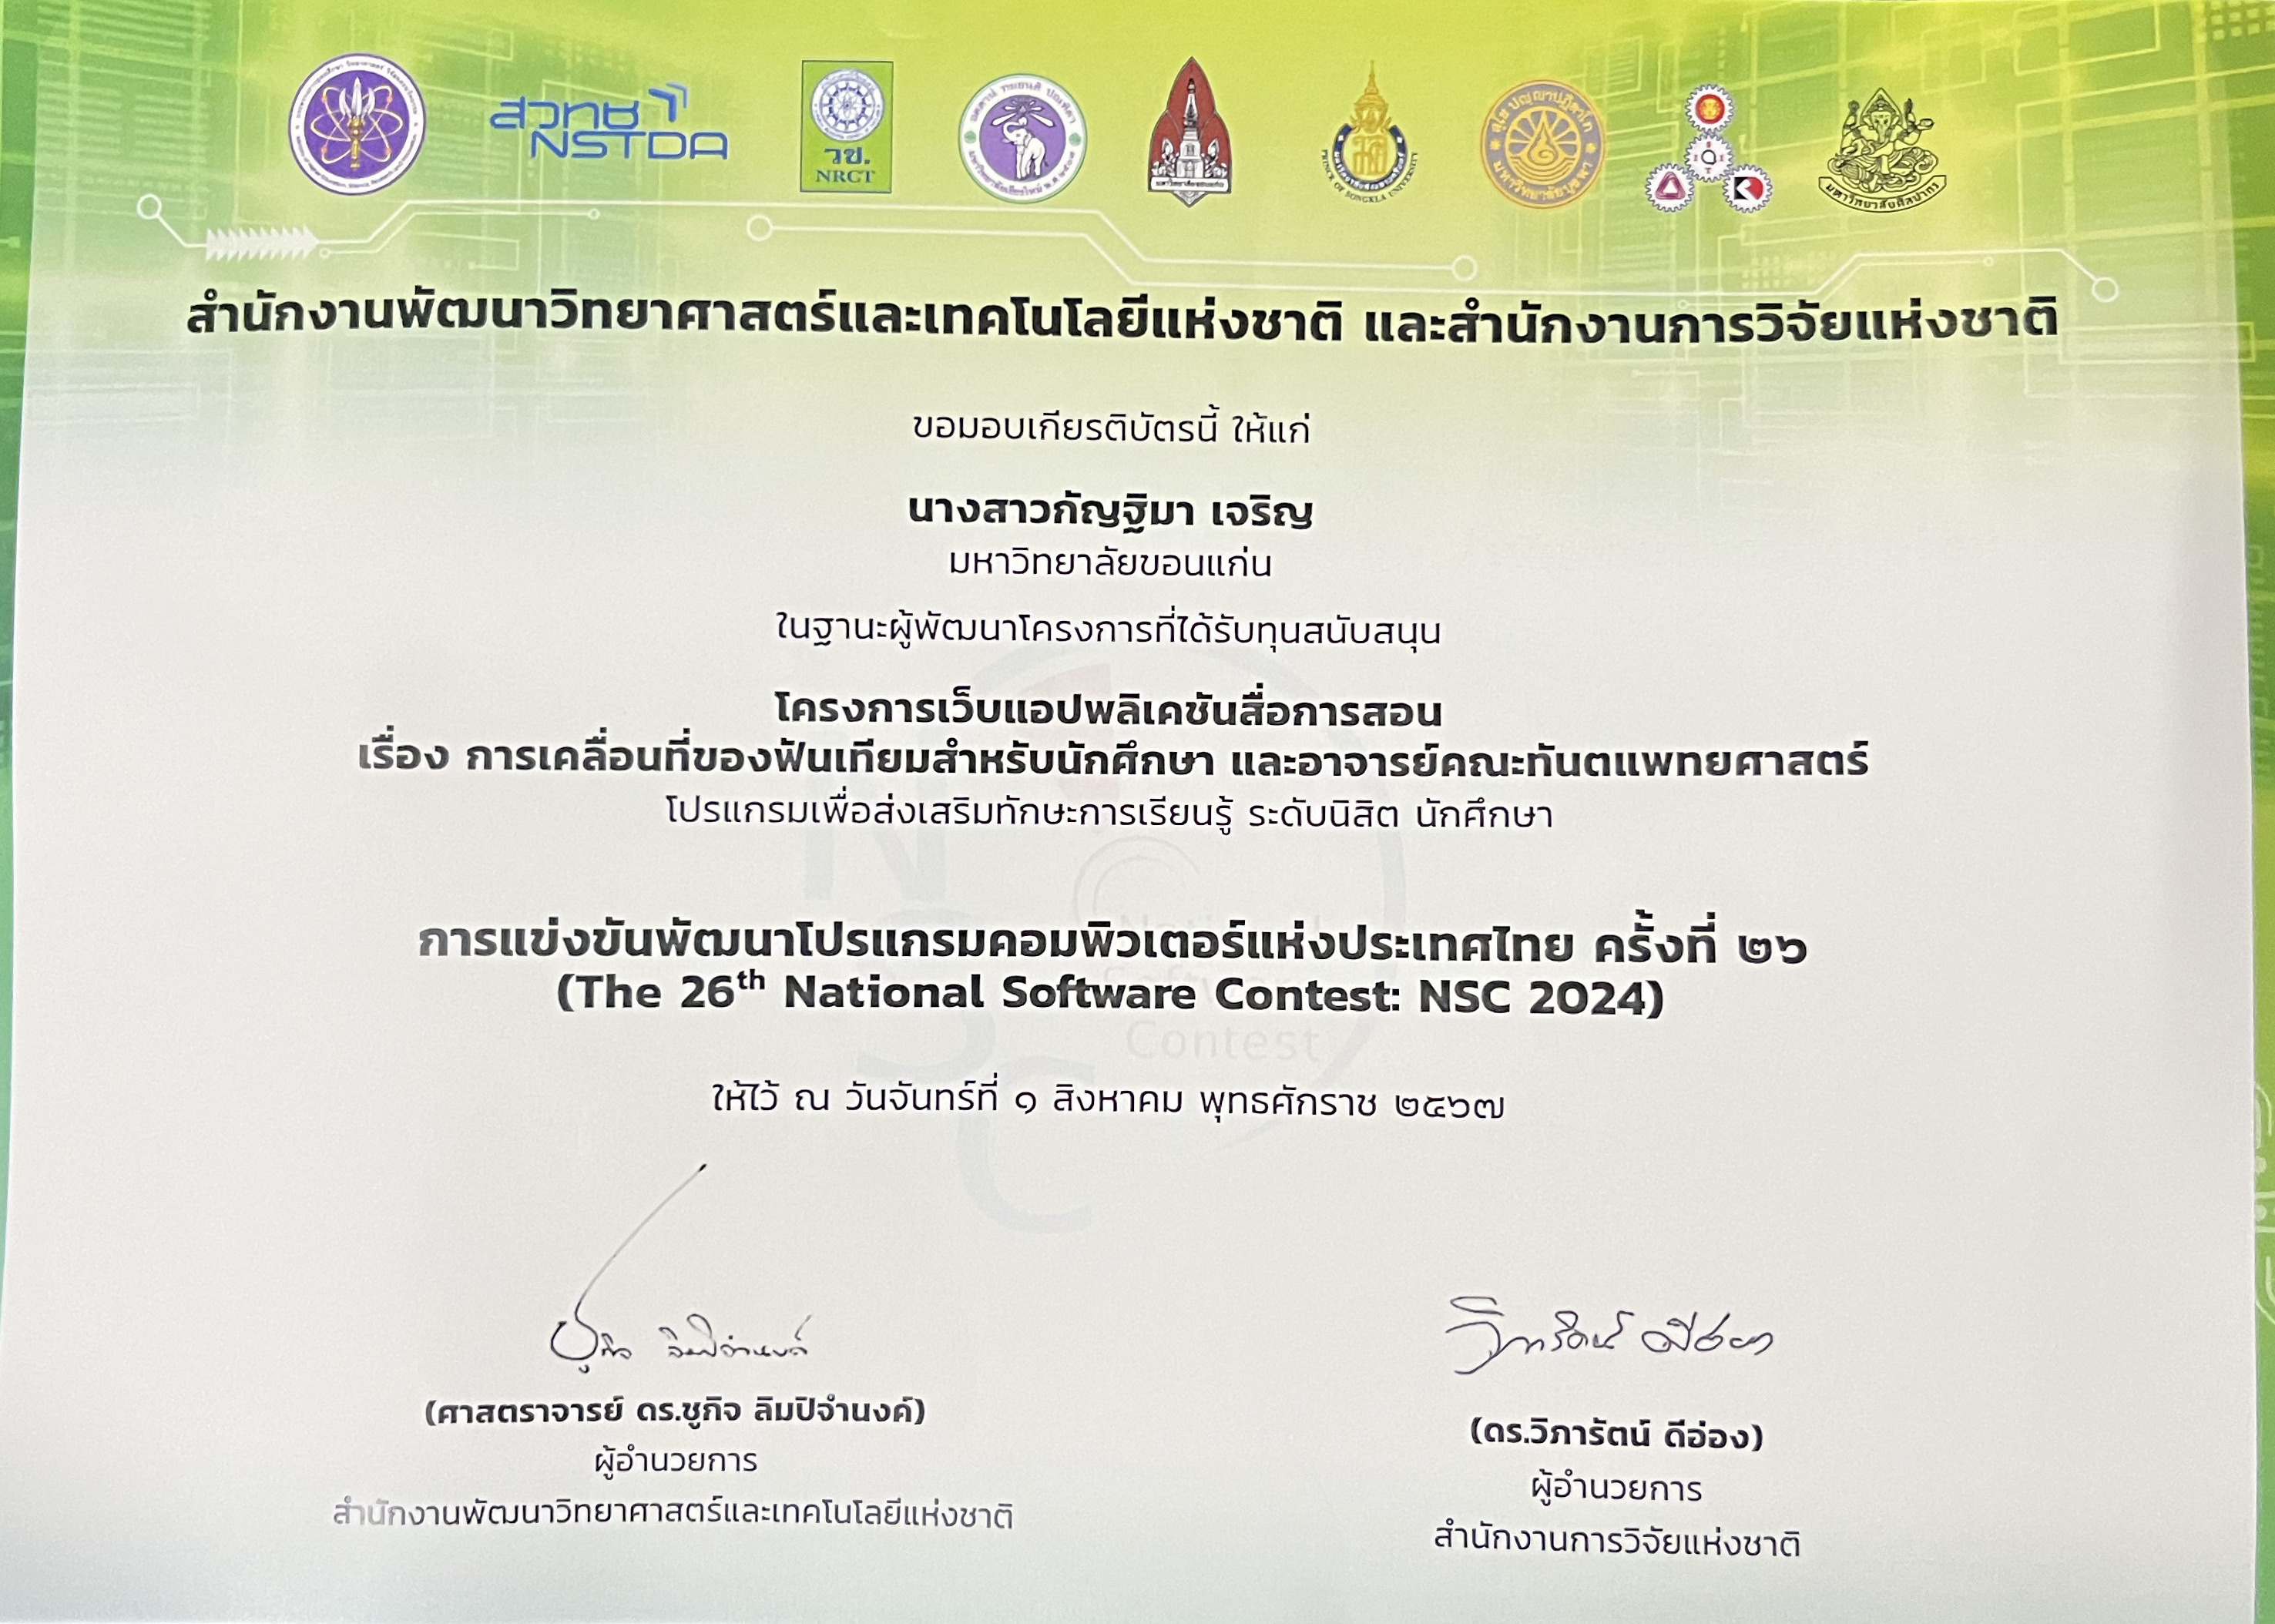 สวทช
NSTDA
วช.
NRCT
PRINCE OF SONGKLA UNIVERSITY
มหาวิทยาลัยศิลปากร
สำนักงานพัฒนาวิทยาศาสตร์และเทคโนโลยีแห่งชาติ และสำนักงานการวิจัยแห่งชาติ
ขอมอบเกียรติบัตรนี้ ให้แก่
นางสาวกัญฐิมา เจริญ
มหาวิทยาลัยขอนแก่น
ในฐานะผู้พัฒนาโครงการที่ได้รับทุนสนับสนุน
โครงการเว็บแอปพลิเคชันสื่อการสอน
เรื่อง การเคลื่อนที่ของฟันเทียมสำหรับนักศึกษา และอาจารย์คณะทันตแพทยศาสตร์
โปรแกรมเพื่อส่งเสริมทักษะการเรียนรู้ ระดับนิสิต นักศึกษา
การแข่งขันพัฒนาโปรแกรมคอมพิวเตอร์แห่งประเทศไทย ครั้งที่ ๒๖
(The 26th National Software Contest: NSC 2024)
Contest
ให้ไว้ ณ วันจันทร์ที่ ๑ สิงหาคม พุทธศักราช ๒๕๖๗
(ศาสตราจารย์ ดร.ชูกิจ ลิมปิจำนงค์)
ผู้อำนวยการ
สำนักงานพัฒนาวิทยาศาสตร์และเทคโนโลยีแห่งชาติ
(ดร.วิภารัตน์ ดีอ่อง)
ผู้อำนวยการ
สำนักงานการวิจัยแห่งชาติ